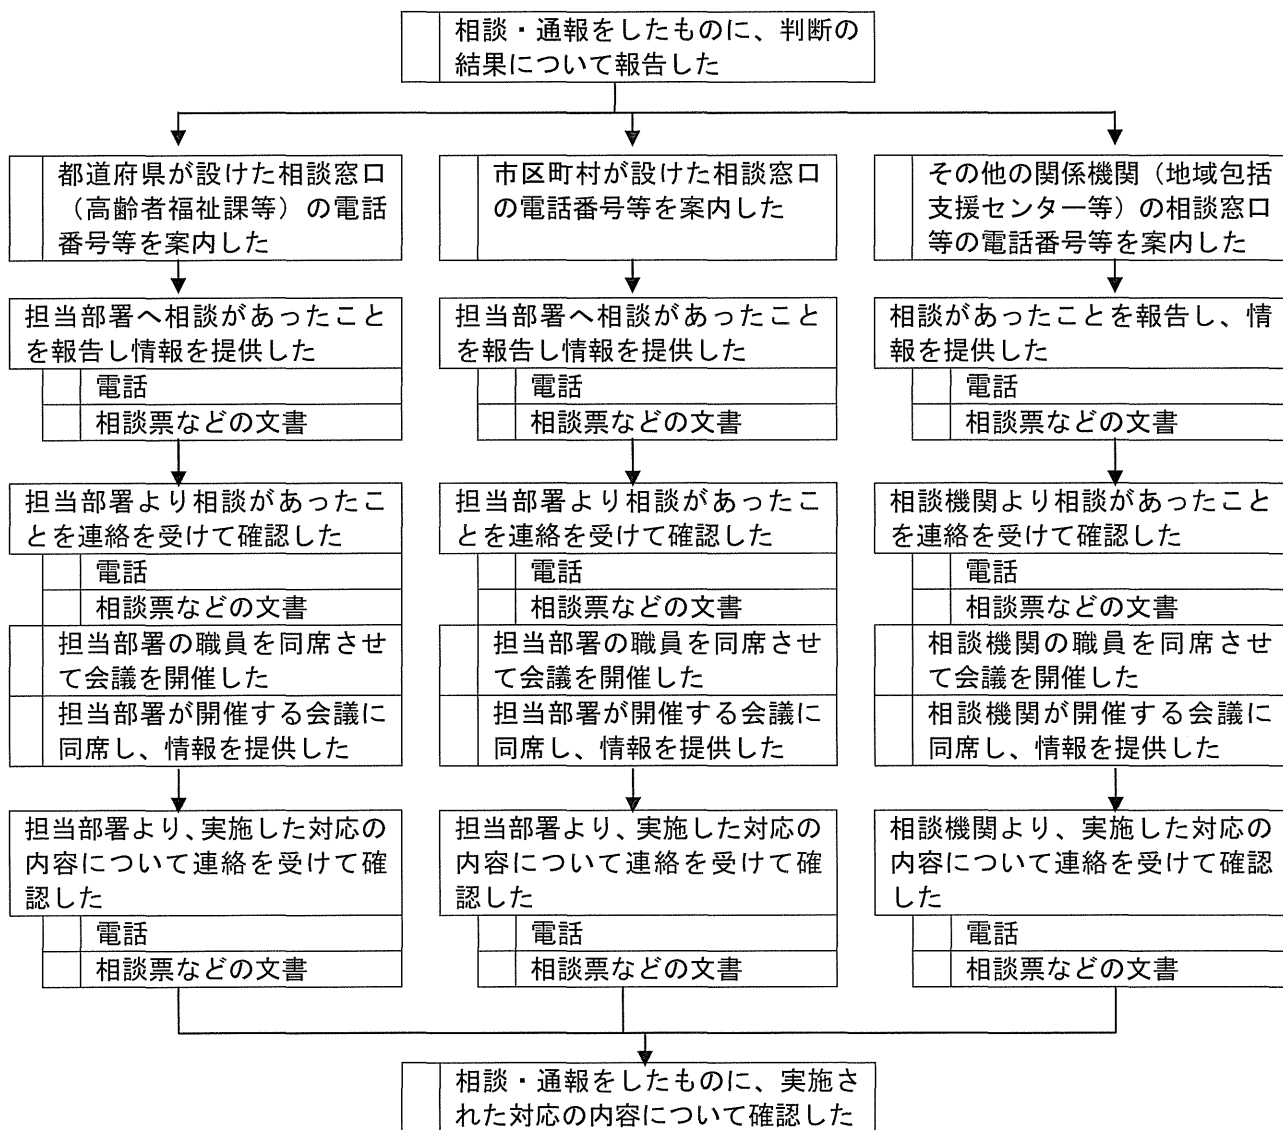 相談・通報をしたものに、判断の
結果について報告した
都道府県が設けた相談窓口
（高齢者福祉課等）の電話
番号等を案内した
市区町村が設けた相談窓口
の電話番号等を案内した
その他の関係機関（地域包括
支援センター等）の相談窓口
等の電話番号等を案内した
担当部署へ相談があったこと
を報告し情報を提供した
電話
相談票などの文書
担当部署へ相談があったこと
を報告し情報を提供した
電話
相談票などの文書
相談があったことを報告し、情
報を提供した
電話
相談票などの文書
担当部署より相談があったこ
とを連絡を受けて確認した
電話
相談票などの文書
担当部署の職員を同席させ
て会議を開催した
担当部署が開催する会議に
同席し、情報を提供した
担当部署より相談があったこ
とを連絡を受けて確認した
電話
相談票などの文書
担当部署の職員を同席させ
て会議を開催した
担当部署が開催する会議に
同席し、情報を提供した
相談機関より相談があったこと
を連絡を受けて確認した
電話
相談票などの文書
相談機関の職員を同席させ
て会議を開催した
相談機関が開催する会議に
同席し、情報を提供した
担当部署より、実施した対応の
内容について連絡を受けて確
認した
電話
相談票などの文書
担当部署より、実施した対応の
内容について連絡を受けて確
認した
電話
相談票などの文書
相談機関より、実施した対応の
内容について連絡を受けて確認
した
電話
相談票などの文書
相談・通報をしたものに、実施さ
れた対応の内容について確認した